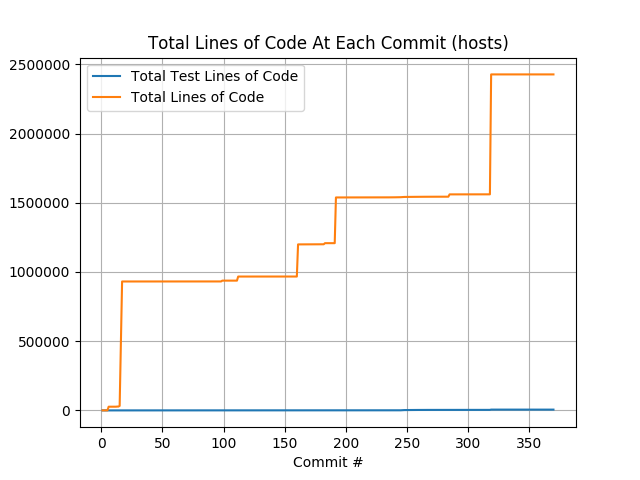 Total Lines of Code At Each Commit (hosts)
Total Test Lines of Code
Total Lines of Code
2500000
2000000
1500000
1000000
500000
0
0 50 100 150 200 250 300 350
Commit #